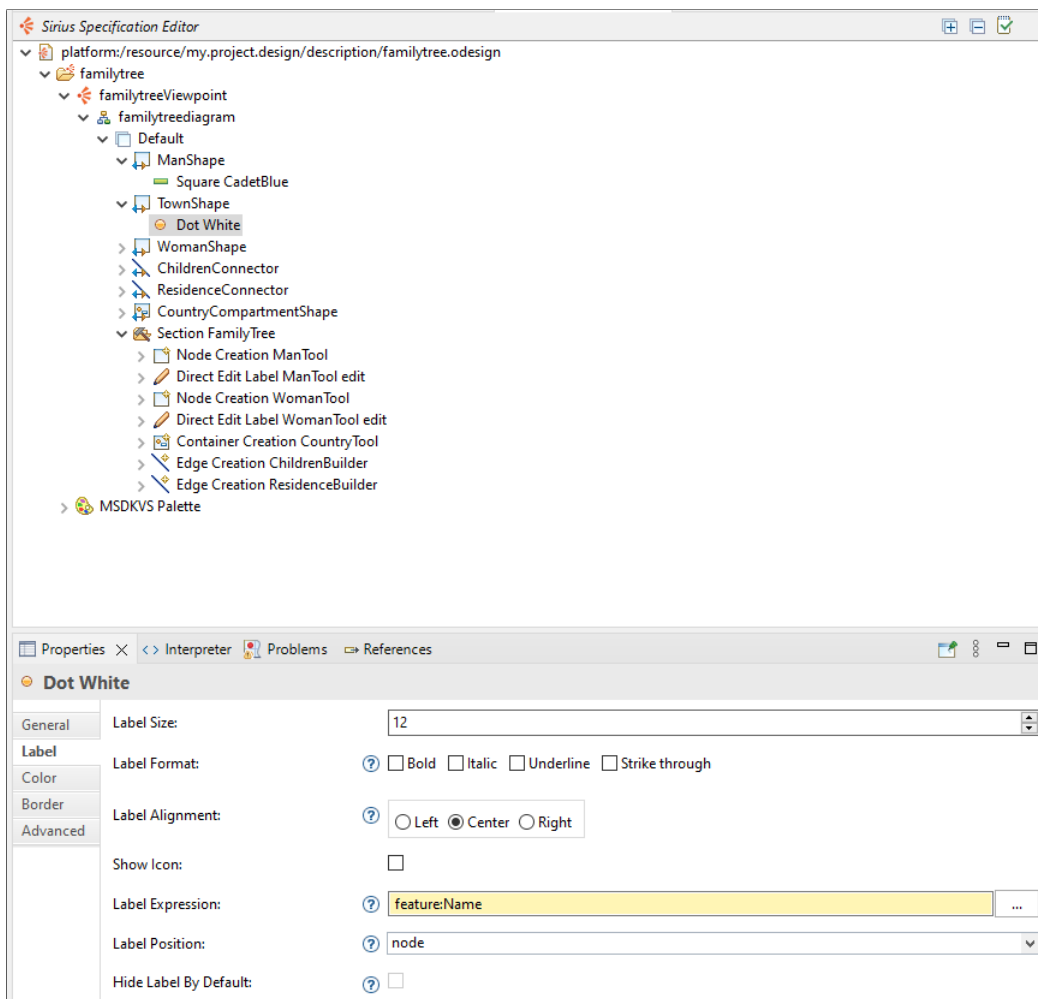 Sirius Specification Editor
platform:/resource/my.project.design/description/familytree.odesign
familytree
familytreeViewpoint
familytreediagram
Default
ManShape
Square CadetBlue
TownShape
Dot White
WomanShape
ChildrenConnector
ResidenceConnector
CountryCompartmentShape
Section FamilyTree
Node Creation ManTool
Direct Edit Label ManTool edit
Node Creation WomanTool
Direct Edit Label WomanTool edit
Container Creation CountryTool
Edge Creation ChildrenBuilder
Edge Creation ResidenceBuilder
MSDKVS Palette
Properties Interpreter Problems References
Dot White
General
Label
Color
Border
Advanced
Label Size: 12
Label Format: ? Bold Italic Underline Strike through
Label Alignment: ? Left Center Right
Show Icon:
Label Expression: ? feature:Name ...
Label Position: ? node
Hide Label By Default: ?